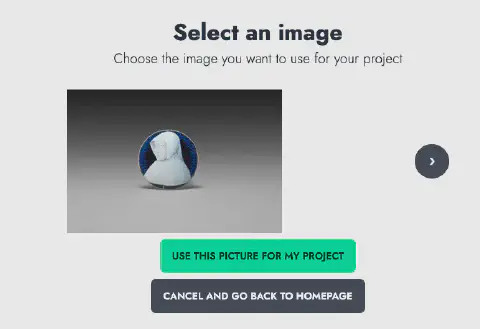 Select an image
Choose the image you want to use for your project
›
USE THIS PICTURE FOR MY PROJECT
CANCEL AND GO BACK TO HOMEPAGE